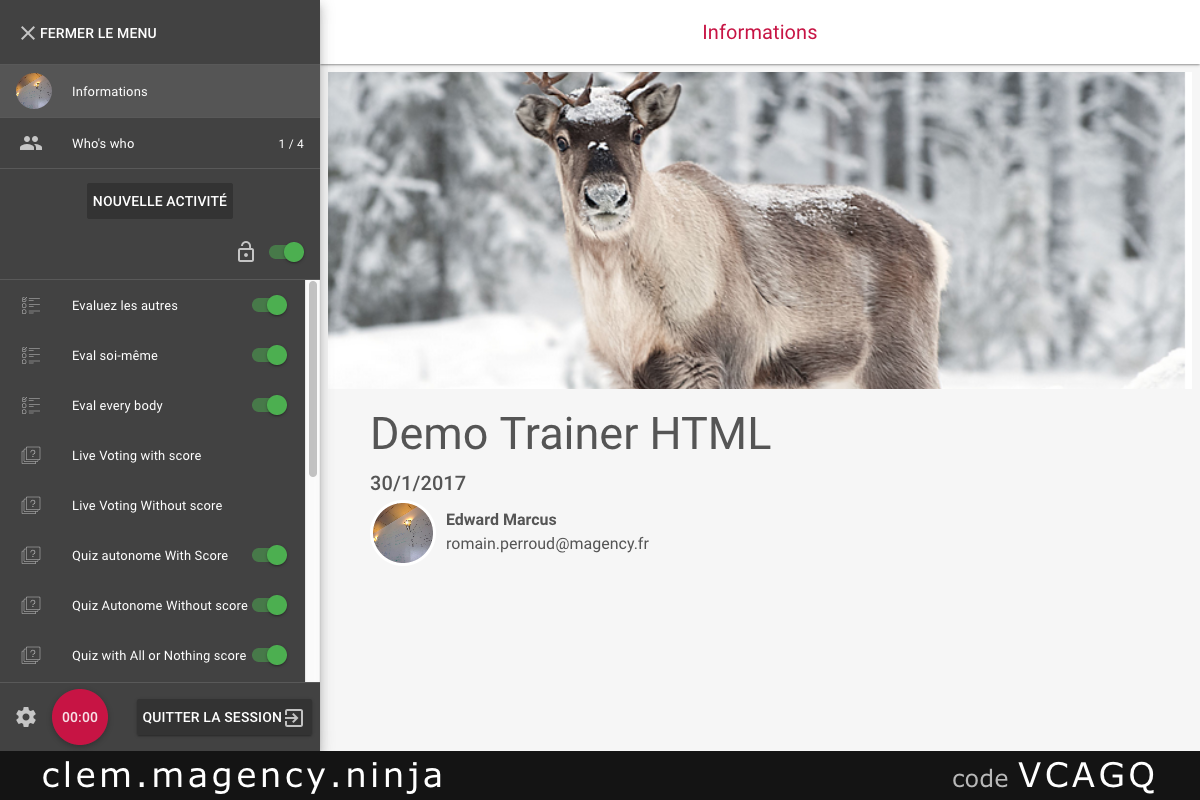 FERMER LE MENU
Informations
Who's who 1 / 4
NOUVELLE ACTIVITÉ
Evaluez les autres
Eval soi-même
Eval every body
Live Voting with score
Live Voting Without score
Quiz autonome With Score
Quiz Autonome Without score
Quiz with All or Nothing score
00:00
QUITTER LA SESSION
Informations
Demo Trainer HTML
30/1/2017
Edward Marcus
romain.perroud@magency.fr
clem.magency.ninja
code VCAGQ